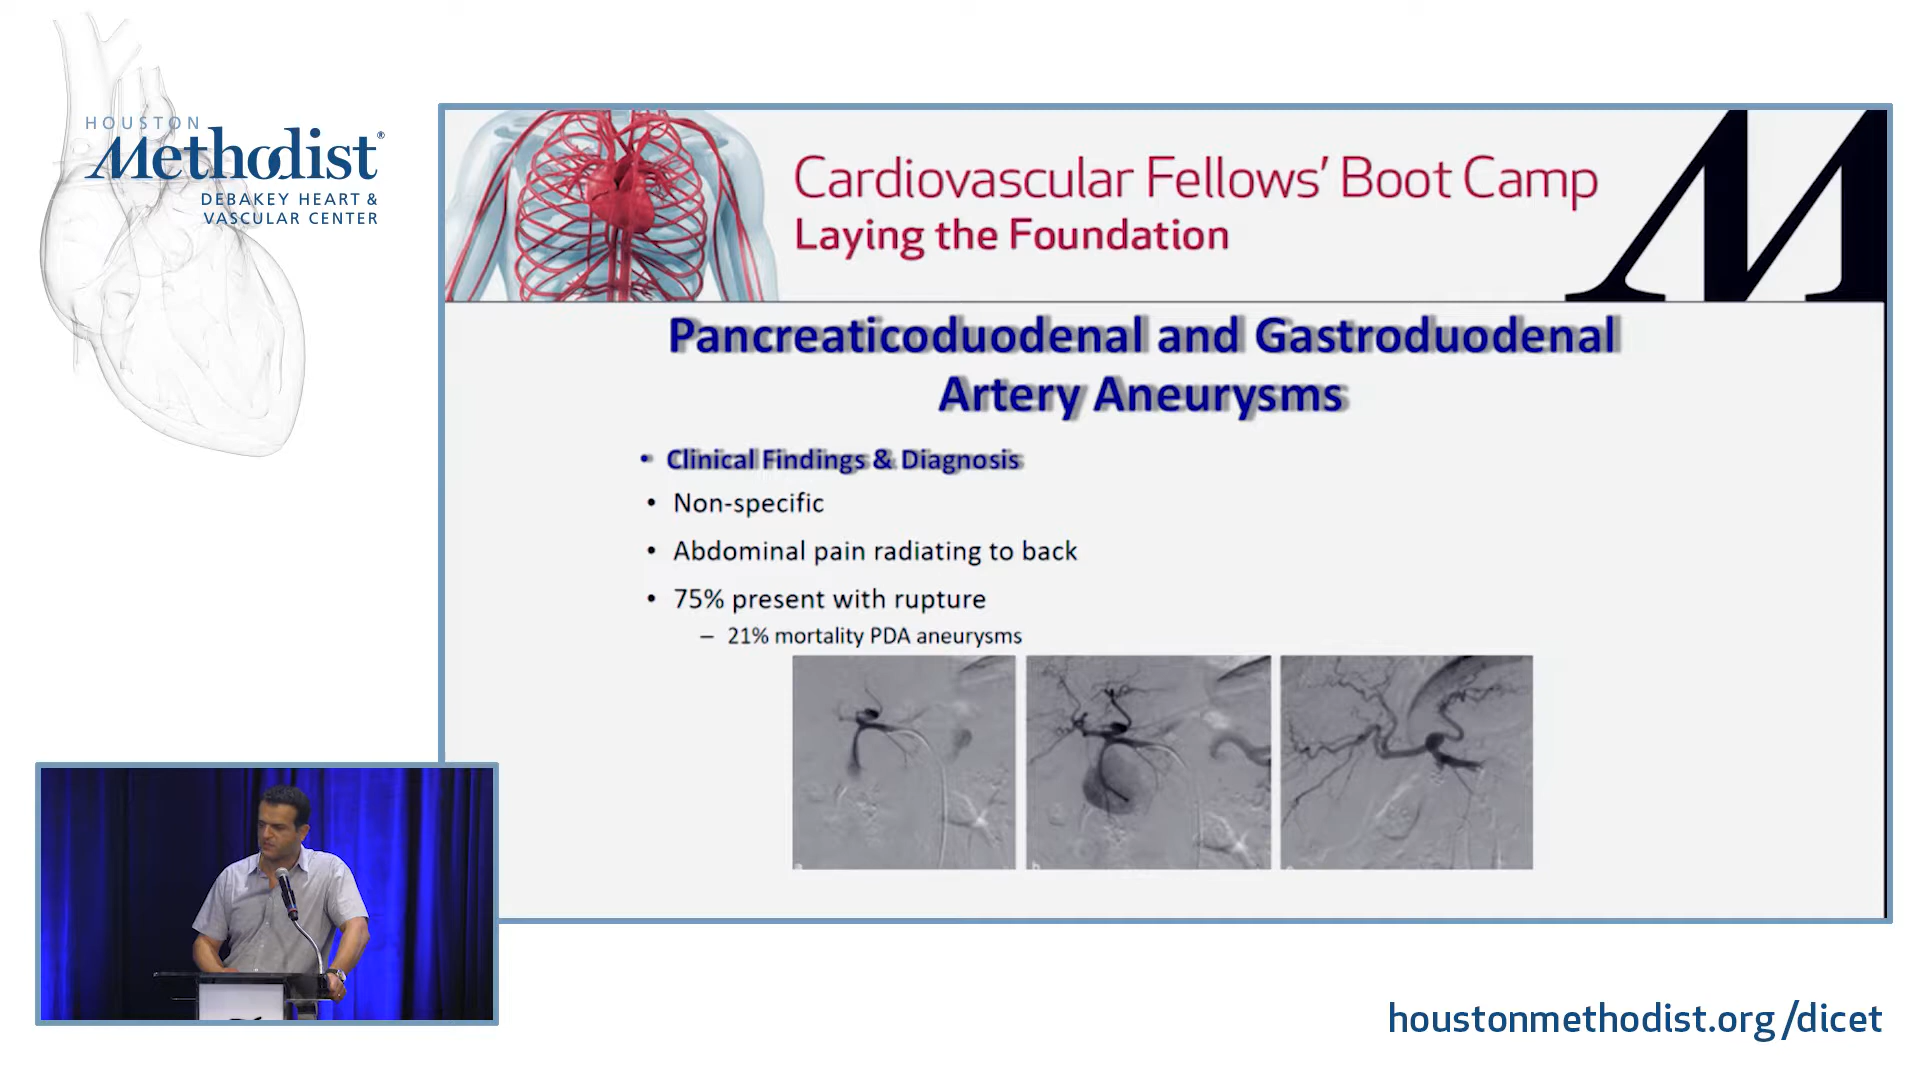 HOUSTON
Methodist®
DEBAKEY HEART &
VASCULAR CENTER
Cardiovascular Fellows' Boot Camp
Laying the Foundation
M
Pancreaticoduodenal and Gastroduodenal
Artery Aneurysms
• Clinical Findings & Diagnosis
• Non-specific
• Abdominal pain radiating to back
• 75% present with rupture
– 21% mortality PDA aneurysms
houstonmethodist.org/dicet